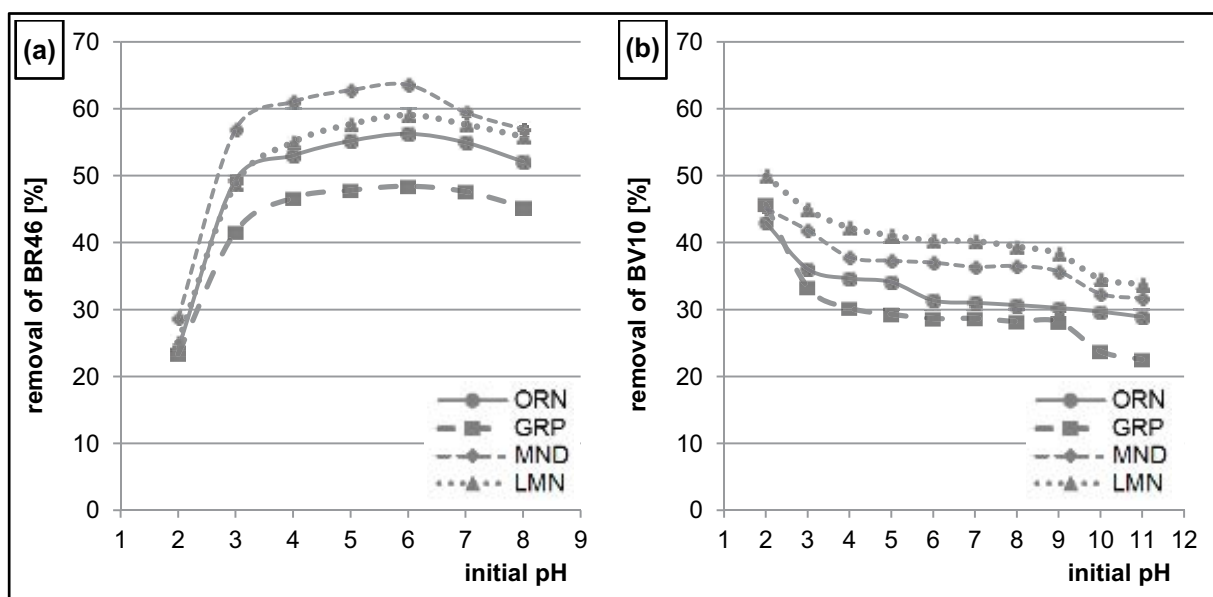 (a)
removal of BR46 [%]
70
60
50
40
30
20
10
0
1 2 3 4 5 6 7 8 9
initial pH
ORN
GRP
MND
LMN
(b)
removal of BV10 [%]
70
60
50
40
30
20
10
0
1 2 3 4 5 6 7 8 9 10 11 12
initial pH
ORN
GRP
MND
LMN